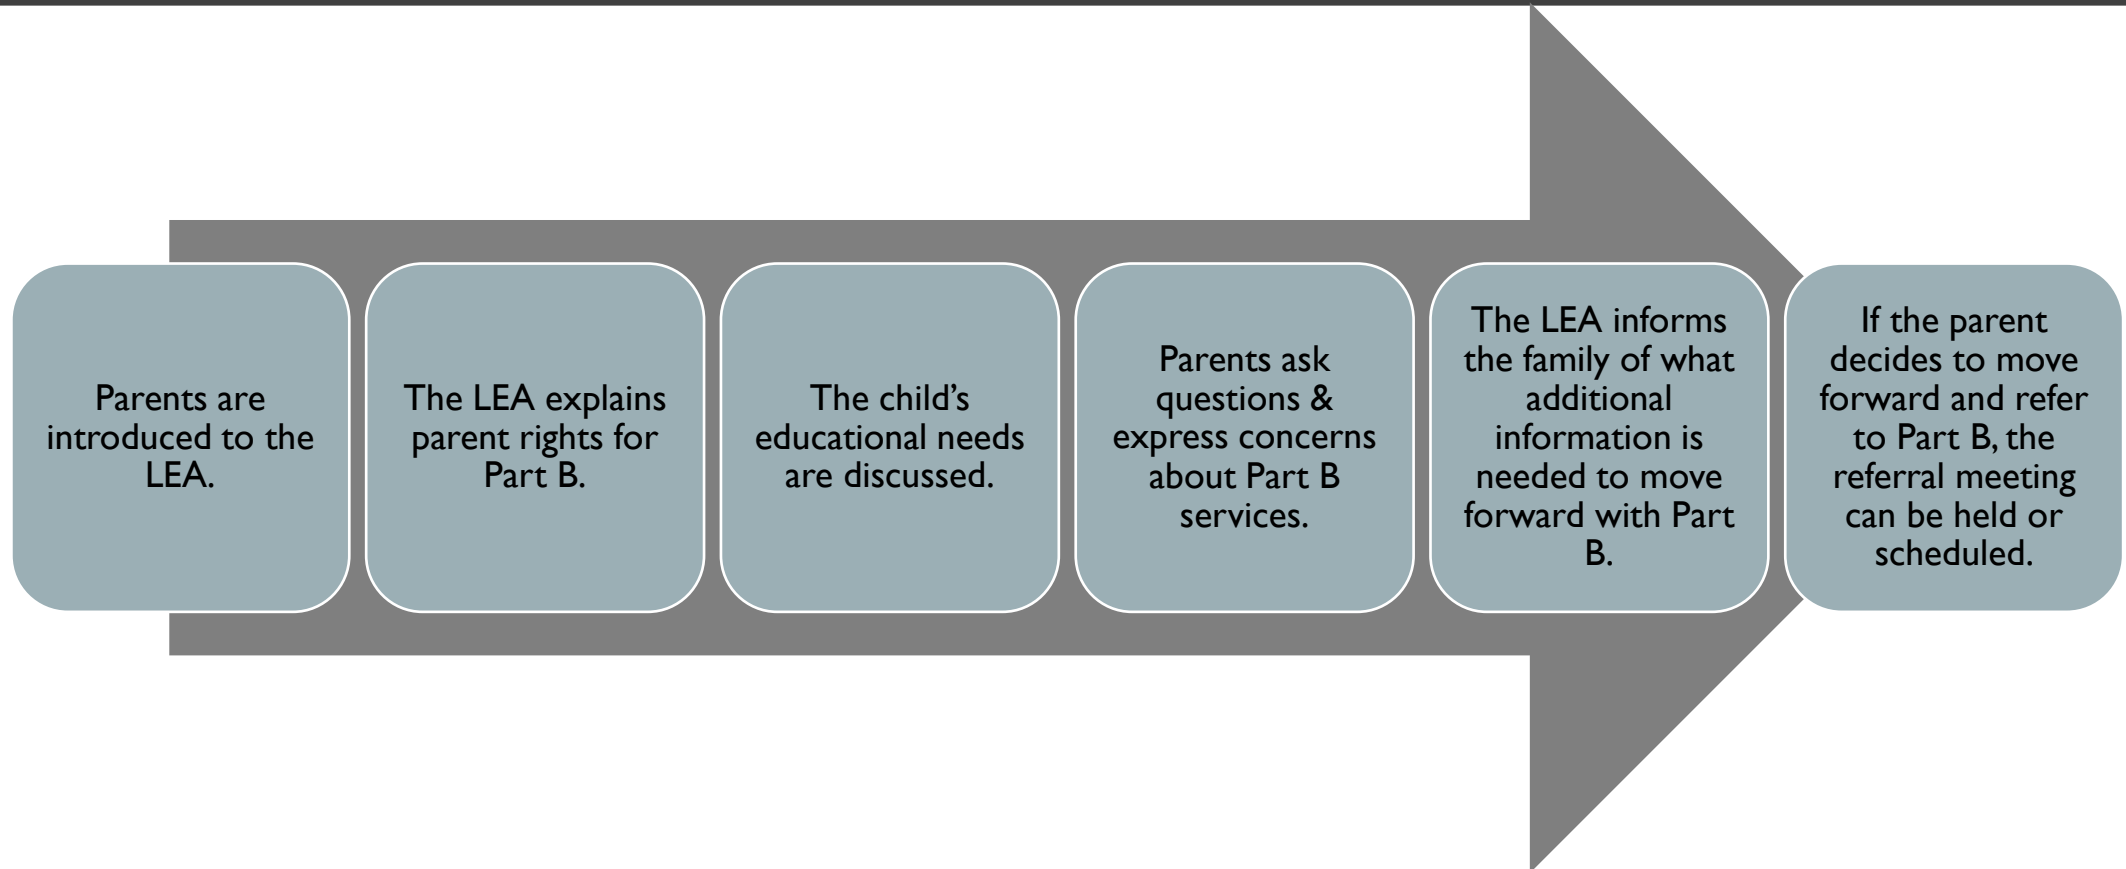 Parents are
introduced to the
LEA.
The LEA explains
parent rights for
Part B.
The child’s
educational needs
are discussed.
Parents ask
questions &
express concerns
about Part B
services.
The LEA informs
the family of what
additional
information is
needed to move
forward with Part
B.
If the parent
decides to move
forward and refer
to Part B, the
referral meeting
can be held or
scheduled.